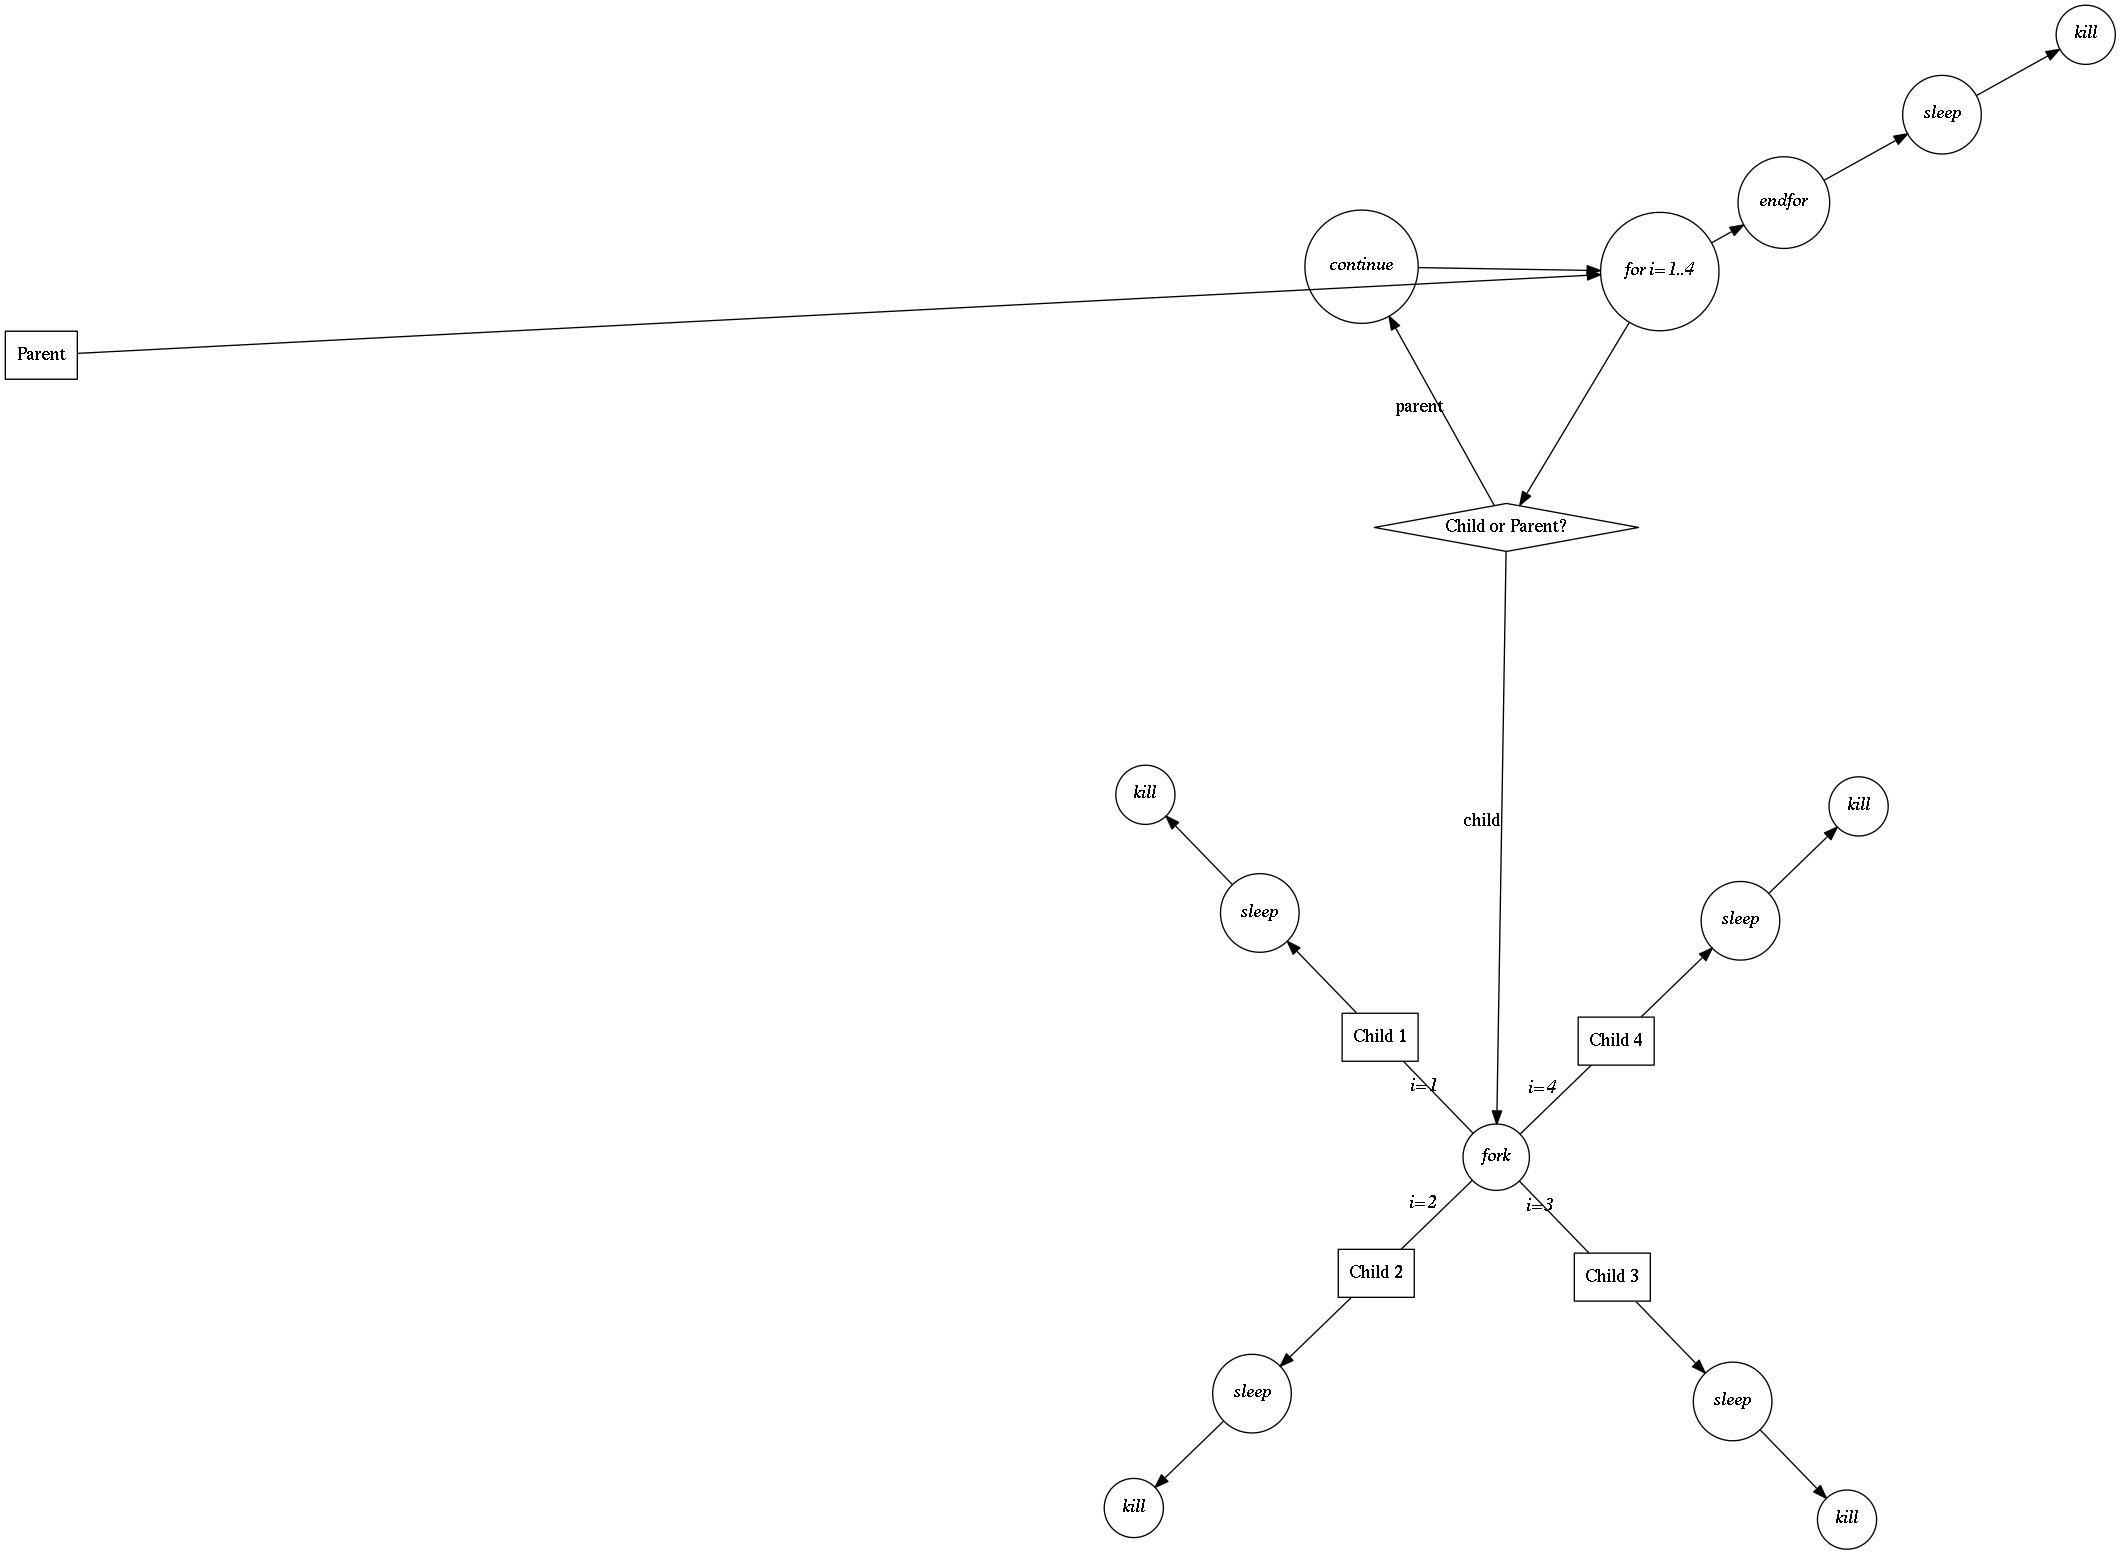 kill
sleep
endfor
continue
for i=1..4
Parent
parent
Child or Parent?
kill
kill
child
sleep
sleep
Child 1
Child 4
i=1
i=4
fork
i=2
i=3
Child 2
Child 3
sleep
sleep
kill
kill